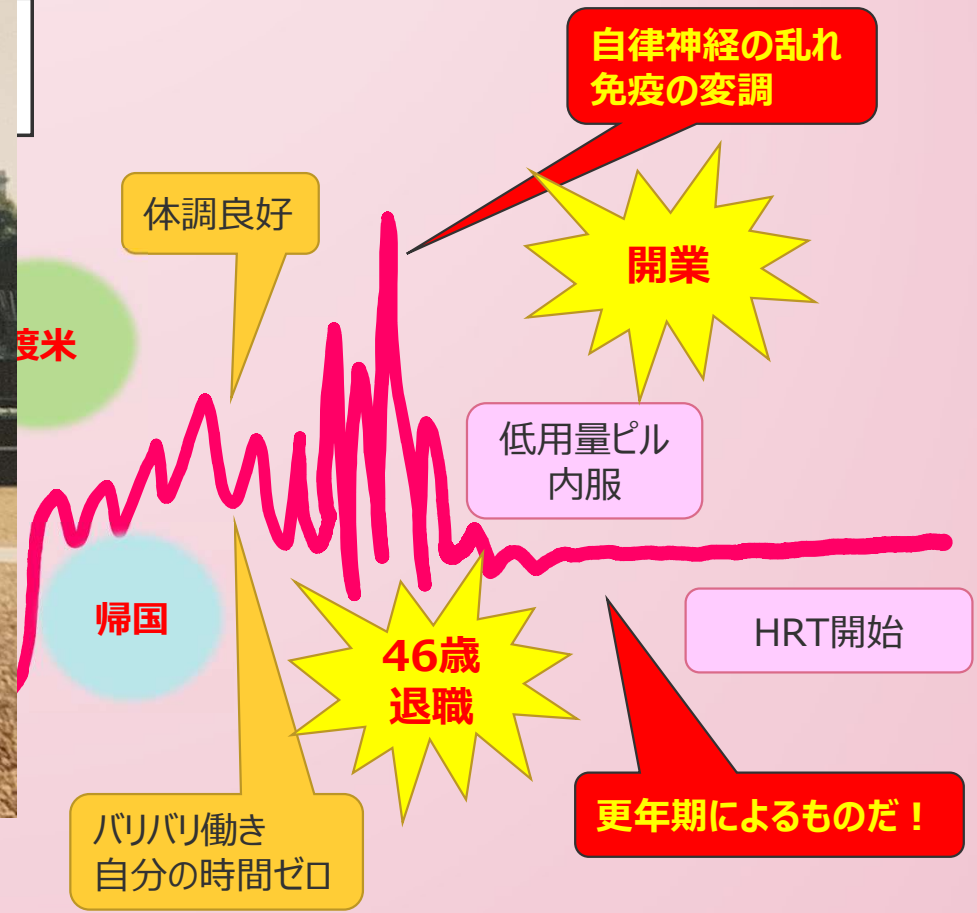 自律神経の乱れ
免疫の変調
体調良好
開業
渡米
低用量ピル
内服
帰国
46歳
退職
HRT開始
更年期によるものだ！
バリバリ働き
自分の時間ゼロ